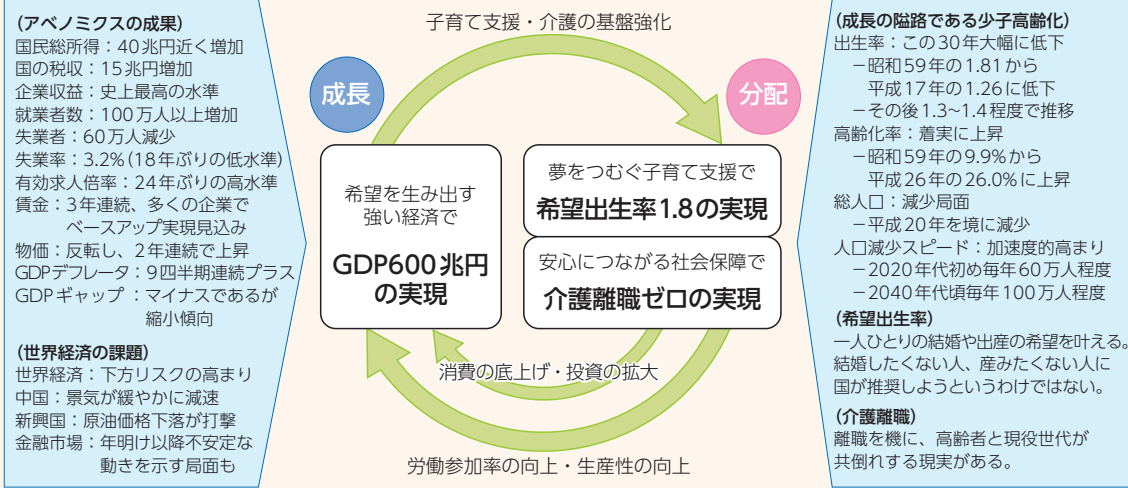 (アベノミクスの成果)
国民総所得：40兆円近く増加
国の税収：15兆円増加
企業収益：史上最高の水準
就業者数：100万人以上増加
失業者：60万人減少
失業率：3.2%(18年ぶりの低水準)
有効求人倍率：24年ぶりの高水準
賃金：3年連続、多くの企業で
ベースアップ実現見込み
物価：反転し、2年連続で上昇
GDPデフレータ：9四半期連続プラス
GDPギャップ：マイナスであるが
縮小傾向
(世界経済の課題)
世界経済：下方リスクの高まり
中国：景気が緩やかに減速
新興国：原油価格下落が打撃
金融市場：年明け以降不安定な
動きを示す局面も
子育て支援・介護の基盤強化
成長
分配
希望を生み出す
強い経済で
GDP600兆円
の実現
夢をつむぐ子育て支援で
希望出生率1.8の実現
安心につながる社会保障で
介護離職ゼロの実現
消費の底上げ・投資の拡大
労働参加率の向上・生産性の向上
(成長の隘路である少子高齢化)
出生率：この30年大幅に低下
－昭和59年の1.81から
平成17年の1.26に低下
－その後1.3~1.4程度で推移
高齢化率：着実に上昇
－昭和59年の9.9%から
平成26年の26.0%に上昇
総人口：減少局面
－平成20年を境に減少
人口減少スピード：加速度的高まり
－2020年代初め毎年60万人程度
－2040年代頃毎年100万人程度
(希望出生率)
一人ひとりの結婚や出産の希望を叶える。
結婚したくない人、産みたくない人に
国が推奨しようというわけではない。
(介護離職)
離職を機に、高齢者と現役世代が
共倒れする現実がある。